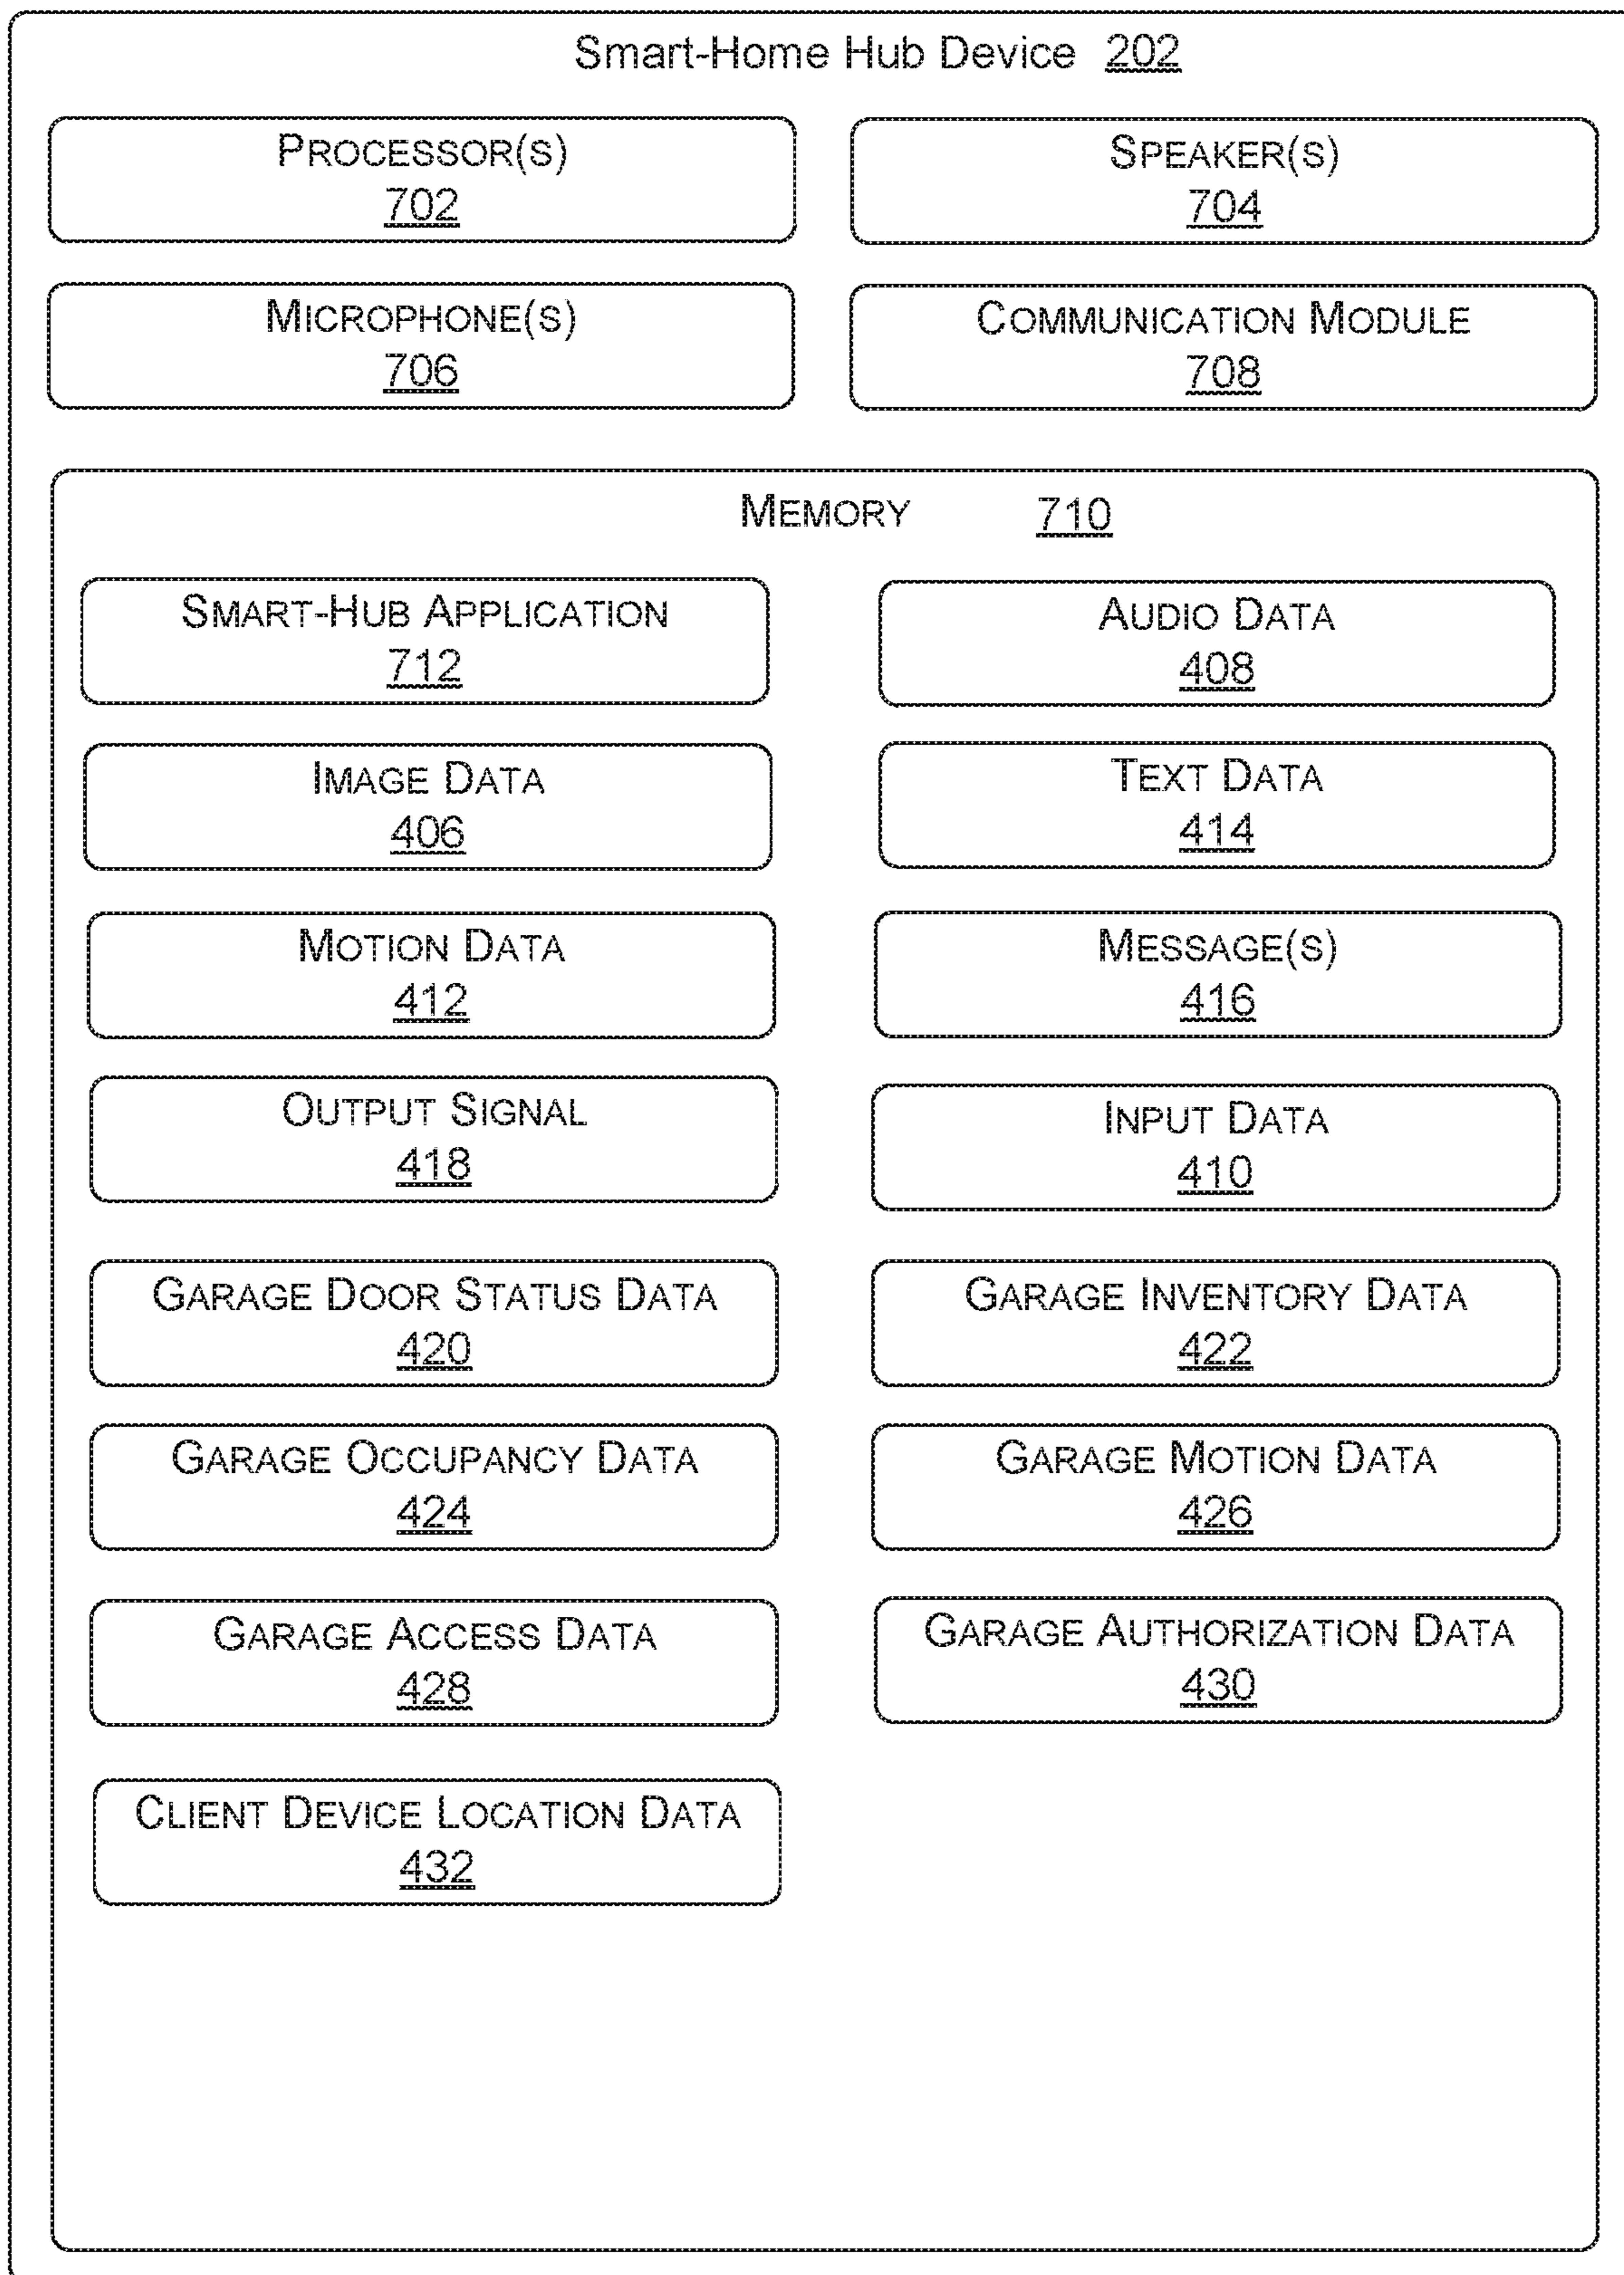 Smart-Home Hub Device 202
PROCESSOR(S)
702
SPEAKER(S)
704
MICROPHONE(S)
706
COMMUNICATION MODULE
708
MEMORY 710
SMART-HUB APPLICATION
712
AUDIO DATA
408
IMAGE DATA
406
TEXT DATA
414
MOTION DATA
412
MESSAGE(S)
416
OUTPUT SIGNAL
418
INPUT DATA
410
GARAGE DOOR STATUS DATA
420
GARAGE INVENTORY DATA
422
GARAGE OCCUPANCY DATA
424
GARAGE MOTION DATA
426
GARAGE ACCESS DATA
428
GARAGE AUTHORIZATION DATA
430
CLIENT DEVICE LOCATION DATA
432